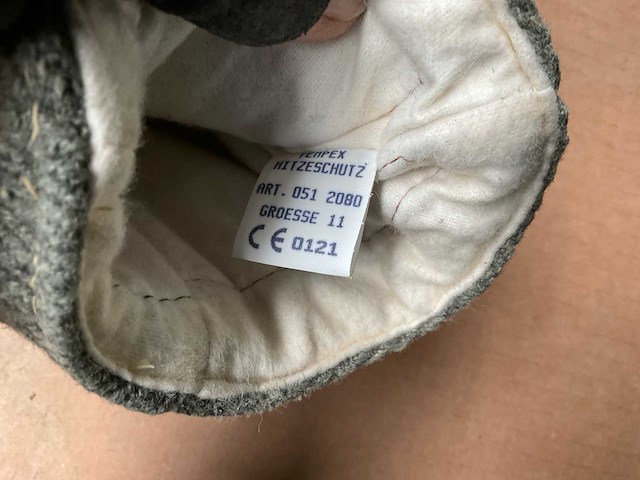 TEMPEX
HITZESCHUTZ
ART. 051 2080
GROESSE 11
CE 0121